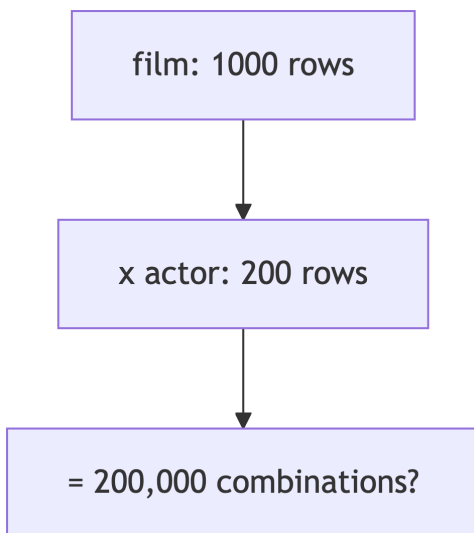 film: 1000 rows
x actor: 200 rows
= 200,000 combinations?